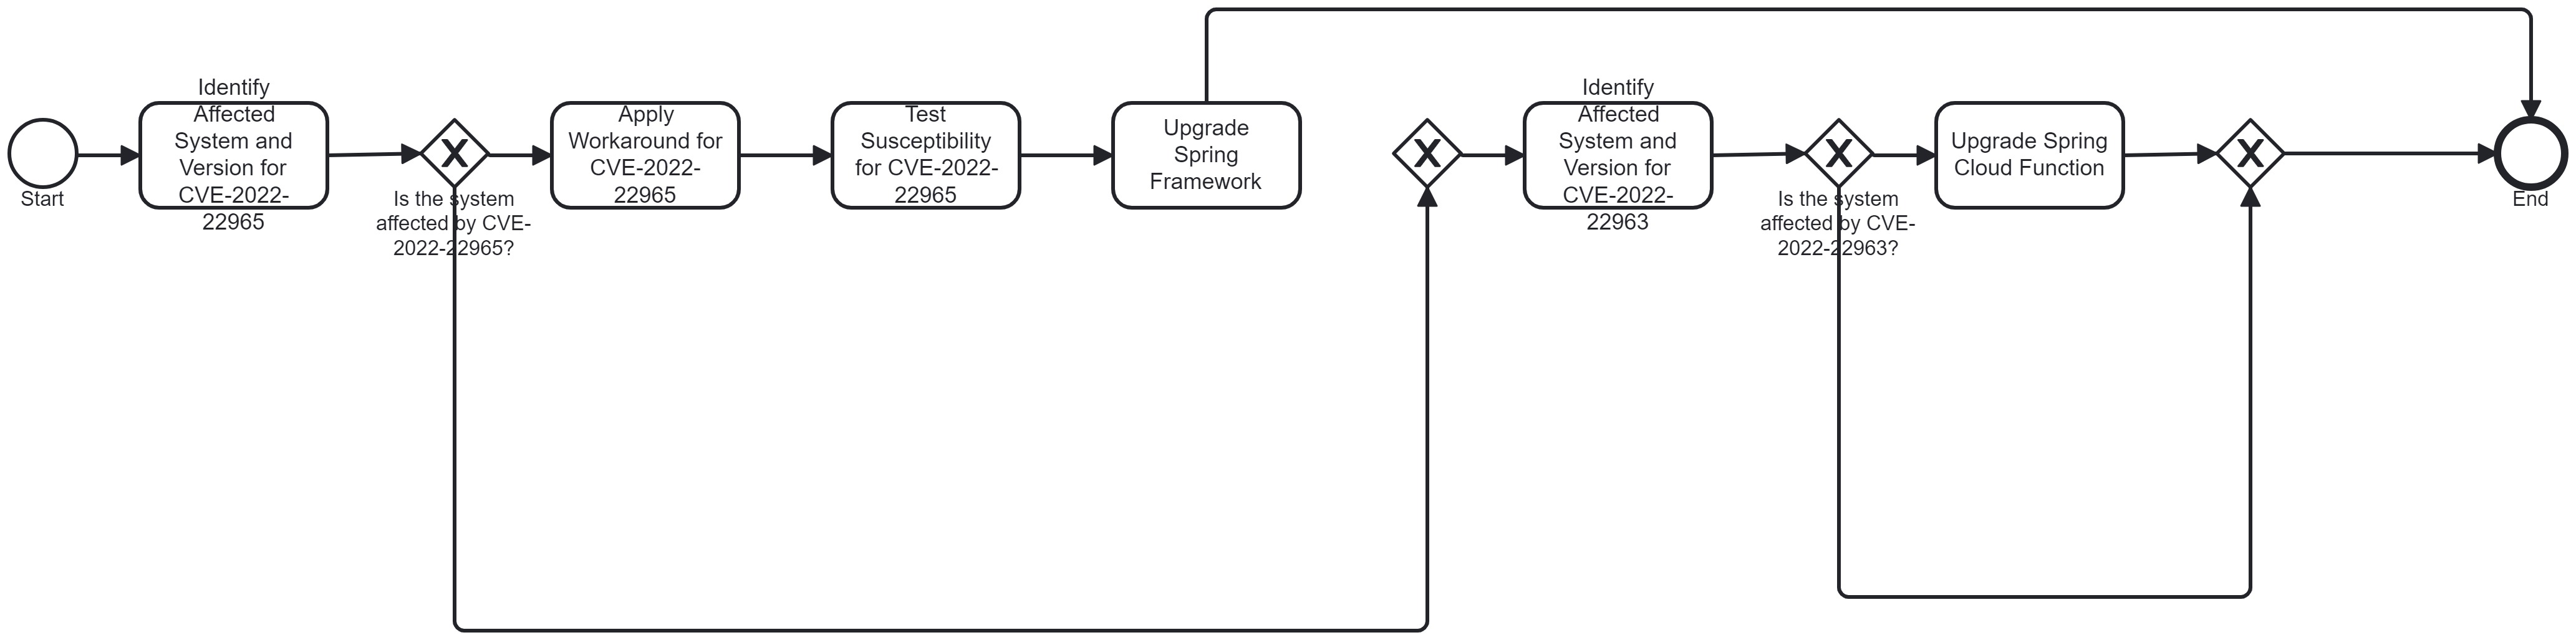 Start
Identify
Affected
System and
Version for
CVE-2022-
22965
Is the system
affected by CVE-
2022-22965?
Apply
Workaround for
CVE-2022-
22965
Test
Susceptibility
for CVE-2022-
22965
Upgrade
Spring
Framework
Identify
Affected
System and
Version for
CVE-2022-
22963
Is the system
affected by CVE-
2022-22963?
Upgrade Spring
Cloud Function
End